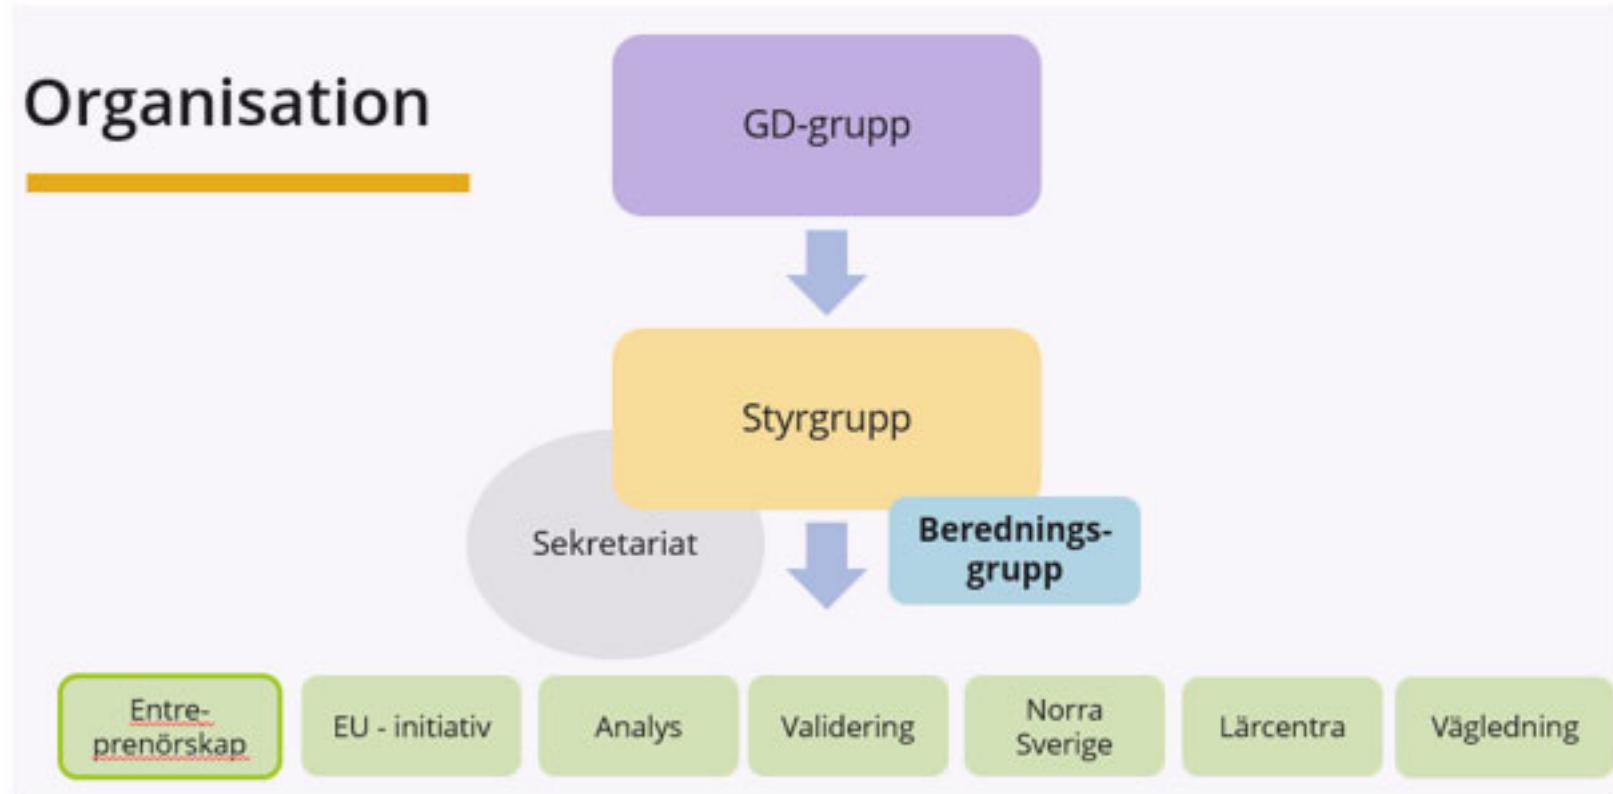 Organisation
GD-grupp
Styrgrupp
Sekretariat
Berednings-
grupp
Entre-
prenörskap
EU - initiativ
Analys
Validering
Norra
Sverige
Lärcentra
Vägledning